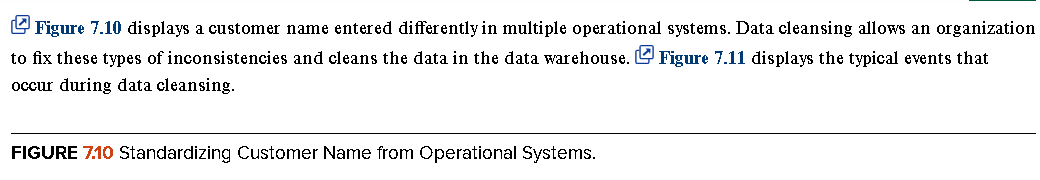 Figure 7.10 displays a customer name entered differently in multiple operational systems. Data cleansing allows an organization
to fix these types of inconsistencies and cleans the data in the data warehouse. Figure 7.11 displays the typical events that
occur during data cleansing.
FIGURE 7.10 Standardizing Customer Name from Operational Systems.